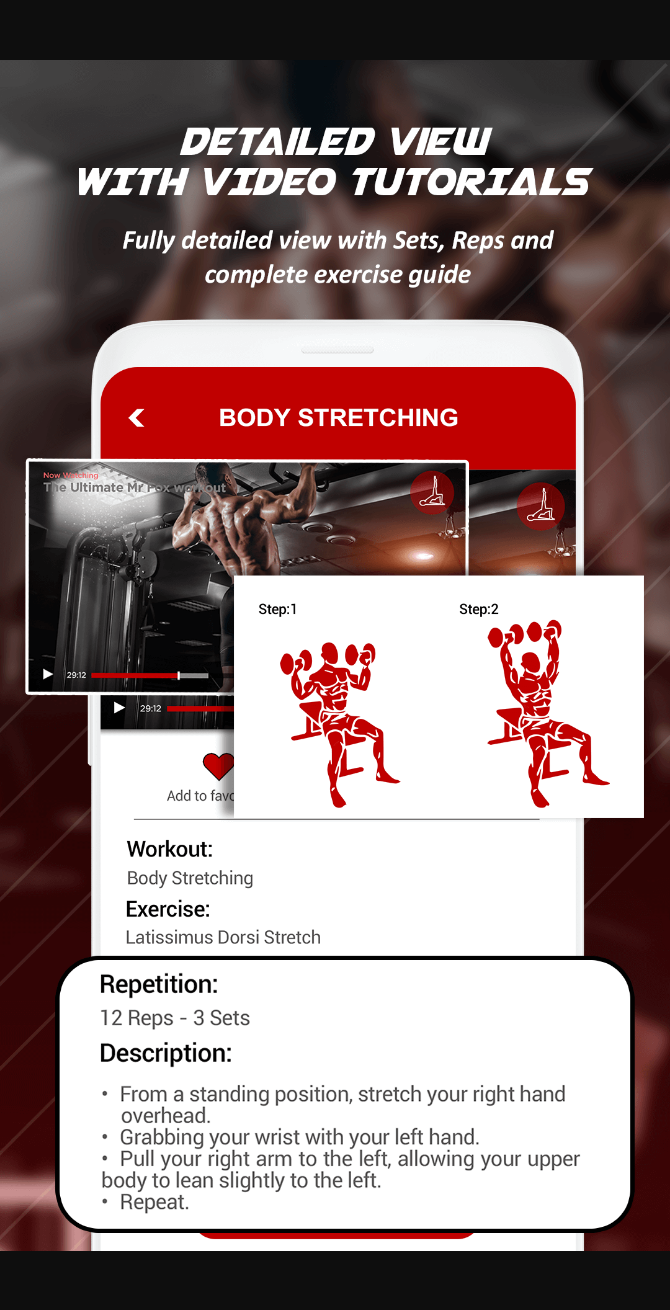 DETAILED VIEW
WITH VIDEO TUTORIALS
Fully detailed view with Sets, Reps and
complete exercise guide
BODY STRETCHING
Now Watching
The Ultimate Mr Fox workout
29:12
29:12
Step:1
Step:2
Add to favo
Workout:
Body Stretching
Exercise:
Latissimus Dorsi Stretch
Repetition:
12 Reps - 3 Sets
Description:
• From a standing position, stretch your right hand
overhead.
• Grabbing your wrist with your left hand.
• Pull your right arm to the left, allowing your upper
body to lean slightly to the left.
• Repeat.